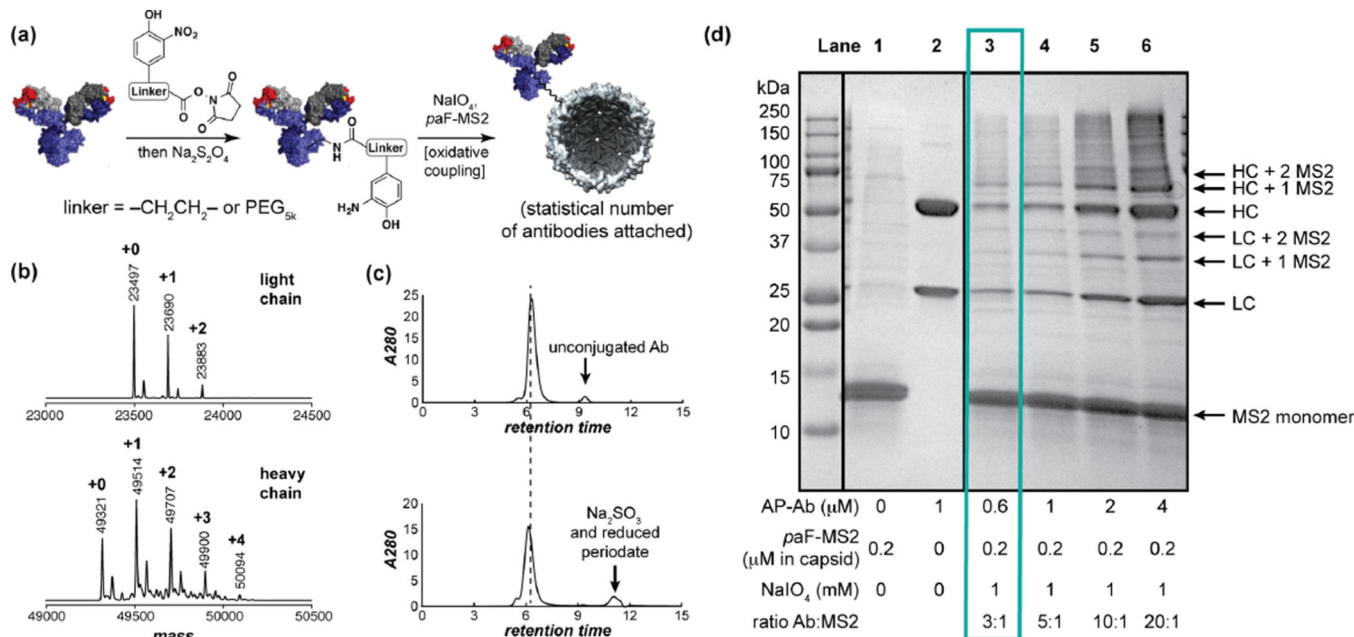 (a)
OH
NO₂
Linker
O
O
N
O
O
then Na₂S₂O₄
linker = –CH₂CH₂– or PEG₅ₖ
O
N
H
Linker
H₂N
OH
NaIO₄,
paF-MS2
[oxidative
coupling]
(statistical number
of antibodies attached)
(b)
+0
23497
+1
23690
+2
23883
light
chain
23000 23500 24000 24500
+0
49321
+1
49514
+2
49707
+3
49900
+4
50094
heavy
chain
49000 49500 50000 50500
mass
(c)
A280
25
20
15
10
5
0
unconjugated Ab
0 3 6 9 12 15
retention time
A280
25
20
15
10
5
0
Na₂SO₃
and reduced
periodate
0 3 6 9 12 15
retention time
(d)
Lane 1 2 3 4 5 6
kDa
250
150
100
75
50
37
25
20
15
10
HC + 2 MS2
HC + 1 MS2
HC
LC + 2 MS2
LC + 1 MS2
LC
MS2 monomer
AP-Ab (μM) 0 1 0.6 1 2 4
paF-MS2
(μM in capsid) 0.2 0 0.2 0.2 0.2 0.2
NaIO₄ (mM) 0 0 1 1 1 1
ratio Ab:MS2 3:1 5:1 10:1 20:1